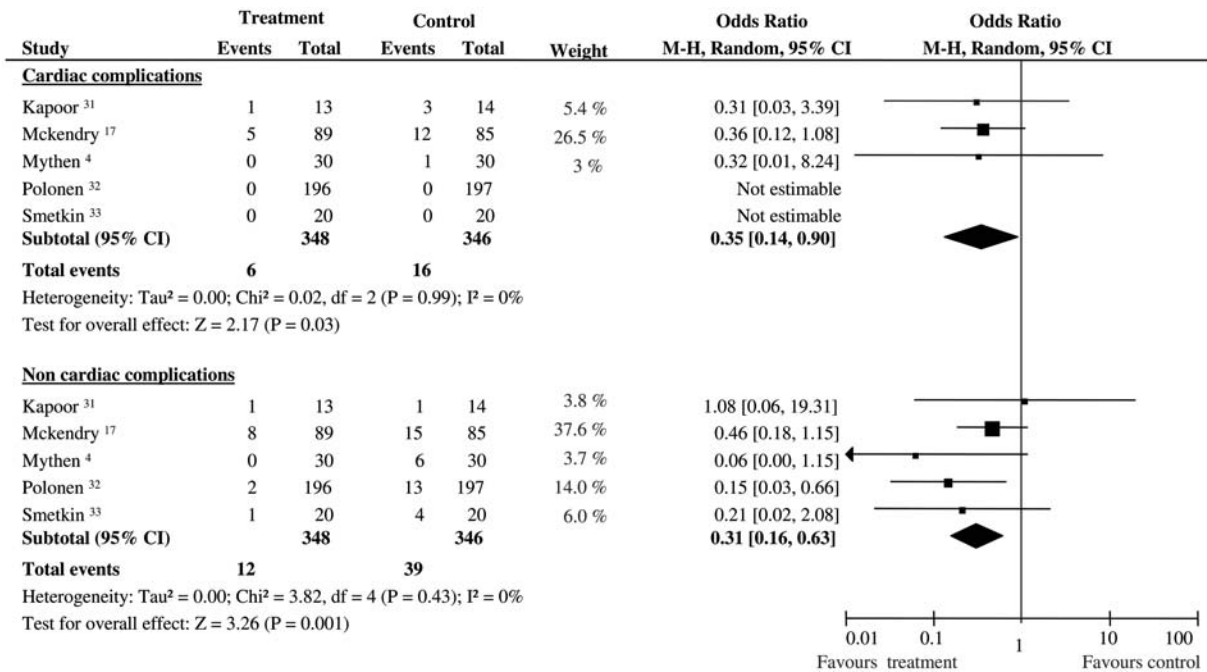 Treatment Control Odds Ratio Odds Ratio
Study Events Total Events Total Weight M-H, Random, 95% CI M-H, Random, 95% CI
Cardiac complications
Kapoor ³¹ 1 13 3 14 5.4 % 0.31 [0.03, 3.39]
Mckendry ¹⁷ 5 89 12 85 26.5 % 0.36 [0.12, 1.08]
Mythen ⁴ 0 30 1 30 3 % 0.32 [0.01, 8.24]
Polonen ³² 0 196 0 197 Not estimable
Smetkin ³³ 0 20 0 20 Not estimable
Subtotal (95% CI) 348 346 0.35 [0.14, 0.90]
Total events 6 16
Heterogeneity: Tau² = 0.00; Chi² = 0.02, df = 2 (P = 0.99); I² = 0%
Test for overall effect: Z = 2.17 (P = 0.03)
Non cardiac complications
Kapoor ³¹ 1 13 1 14 3.8 % 1.08 [0.06, 19.31]
Mckendry ¹⁷ 8 89 15 85 37.6 % 0.46 [0.18, 1.15]
Mythen ⁴ 0 30 6 30 3.7 % 0.06 [0.00, 1.15]
Polonen ³² 2 196 13 197 14.0 % 0.15 [0.03, 0.66]
Smetkin ³³ 1 20 4 20 6.0 % 0.21 [0.02, 2.08]
Subtotal (95% CI) 348 346 0.31 [0.16, 0.63]
Total events 12 39
Heterogeneity: Tau² = 0.00; Chi² = 3.82, df = 4 (P = 0.43); I² = 0%
Test for overall effect: Z = 3.26 (P = 0.001)
0.01 0.1 1 10 100
Favours treatment Favours control